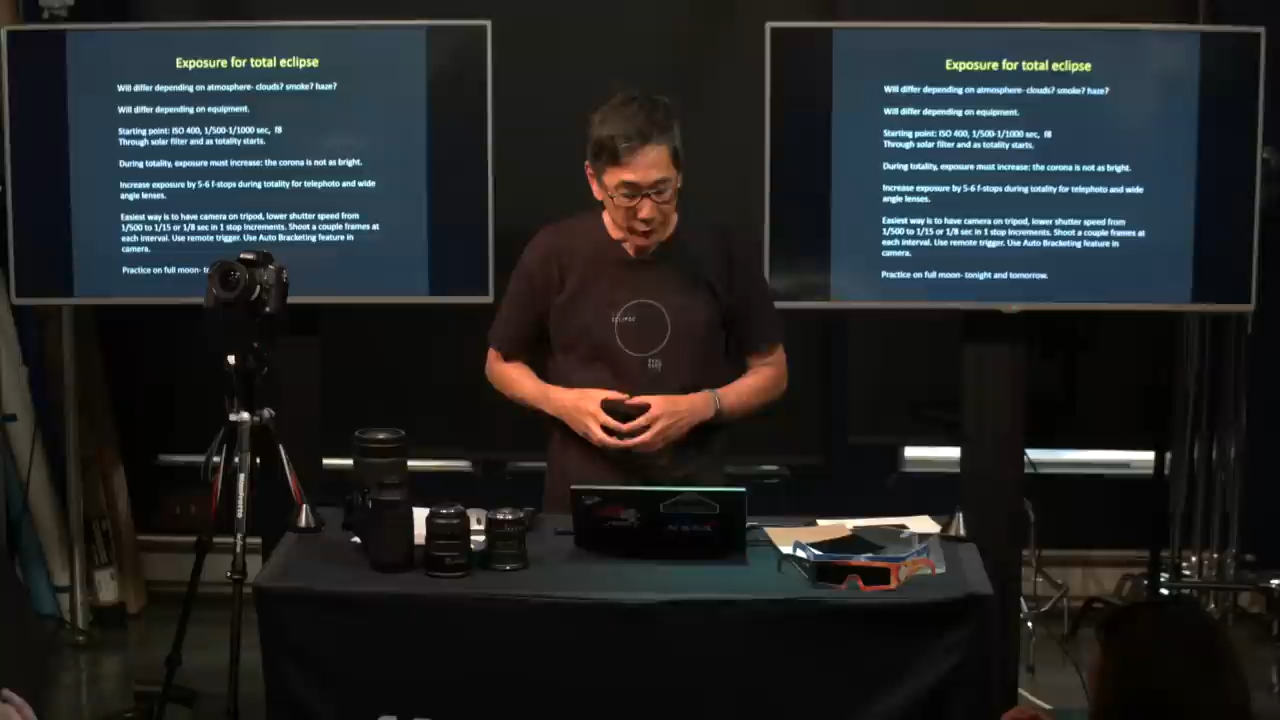 Exposure for total eclipse
Will differ depending on atmosphere- clouds? smoke? haze?
Will differ depending on equipment.
Starting point: ISO 400, 1/500-1/1000 sec, f8
Through solar filter and as totality starts.
During totality, exposure must increase: the corona is not as bright.
Increase exposure by 5-6 f-stops during totality for telephoto and wide
angle lenses.
Easiest way is to have camera on tripod, lower shutter speed from
1/500 to 1/15 or 1/8 sec in 1 stop increments. Shoot a couple frames at
each interval. Use remote trigger. Use Auto Bracketing feature in
camera.
Practice on full moon-
Exposure for total eclipse
Will differ depending on atmosphere- clouds? smoke? haze?
Will differ depending on equipment.
Starting point: ISO 400, 1/500-1/1000 sec, f8
Through solar filter and as totality starts.
During totality, exposure must increase: the corona is not as bright.
Increase exposure by 5-6 f-stops during totality for telephoto and wide
angle lenses.
Easiest way is to have camera on tripod, lower shutter speed from
1/500 to 1/15 or 1/8 sec in 1 stop increments. Shoot a couple frames at
each interval. Use remote trigger. Use Auto Bracketing feature in
camera.
Practice on full moon- tonight and tomorrow.
ECLIPSE
Manfrotto